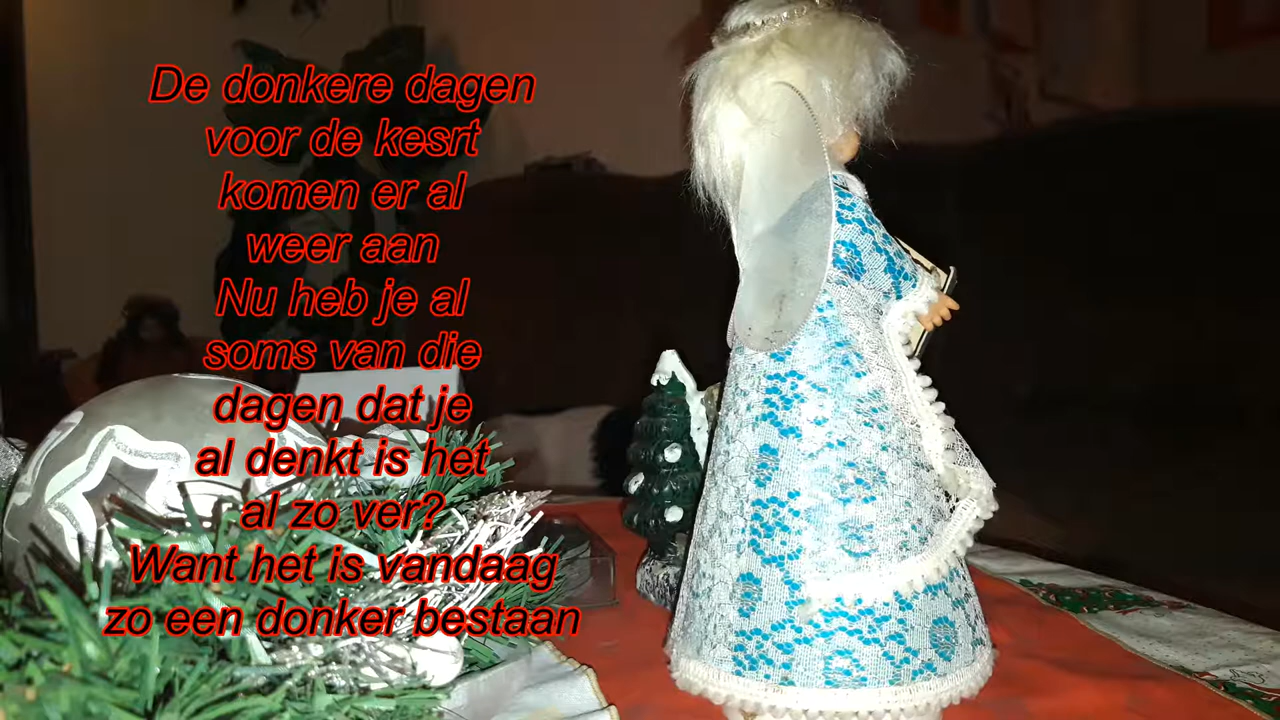 De donkere dagen
voor de kesrt
komen er al
weer aan
Nu heb je al
soms van die
dagen dat je
al denkt is het
al zo ver?
Want het is vandaag
zo een donker bestaan